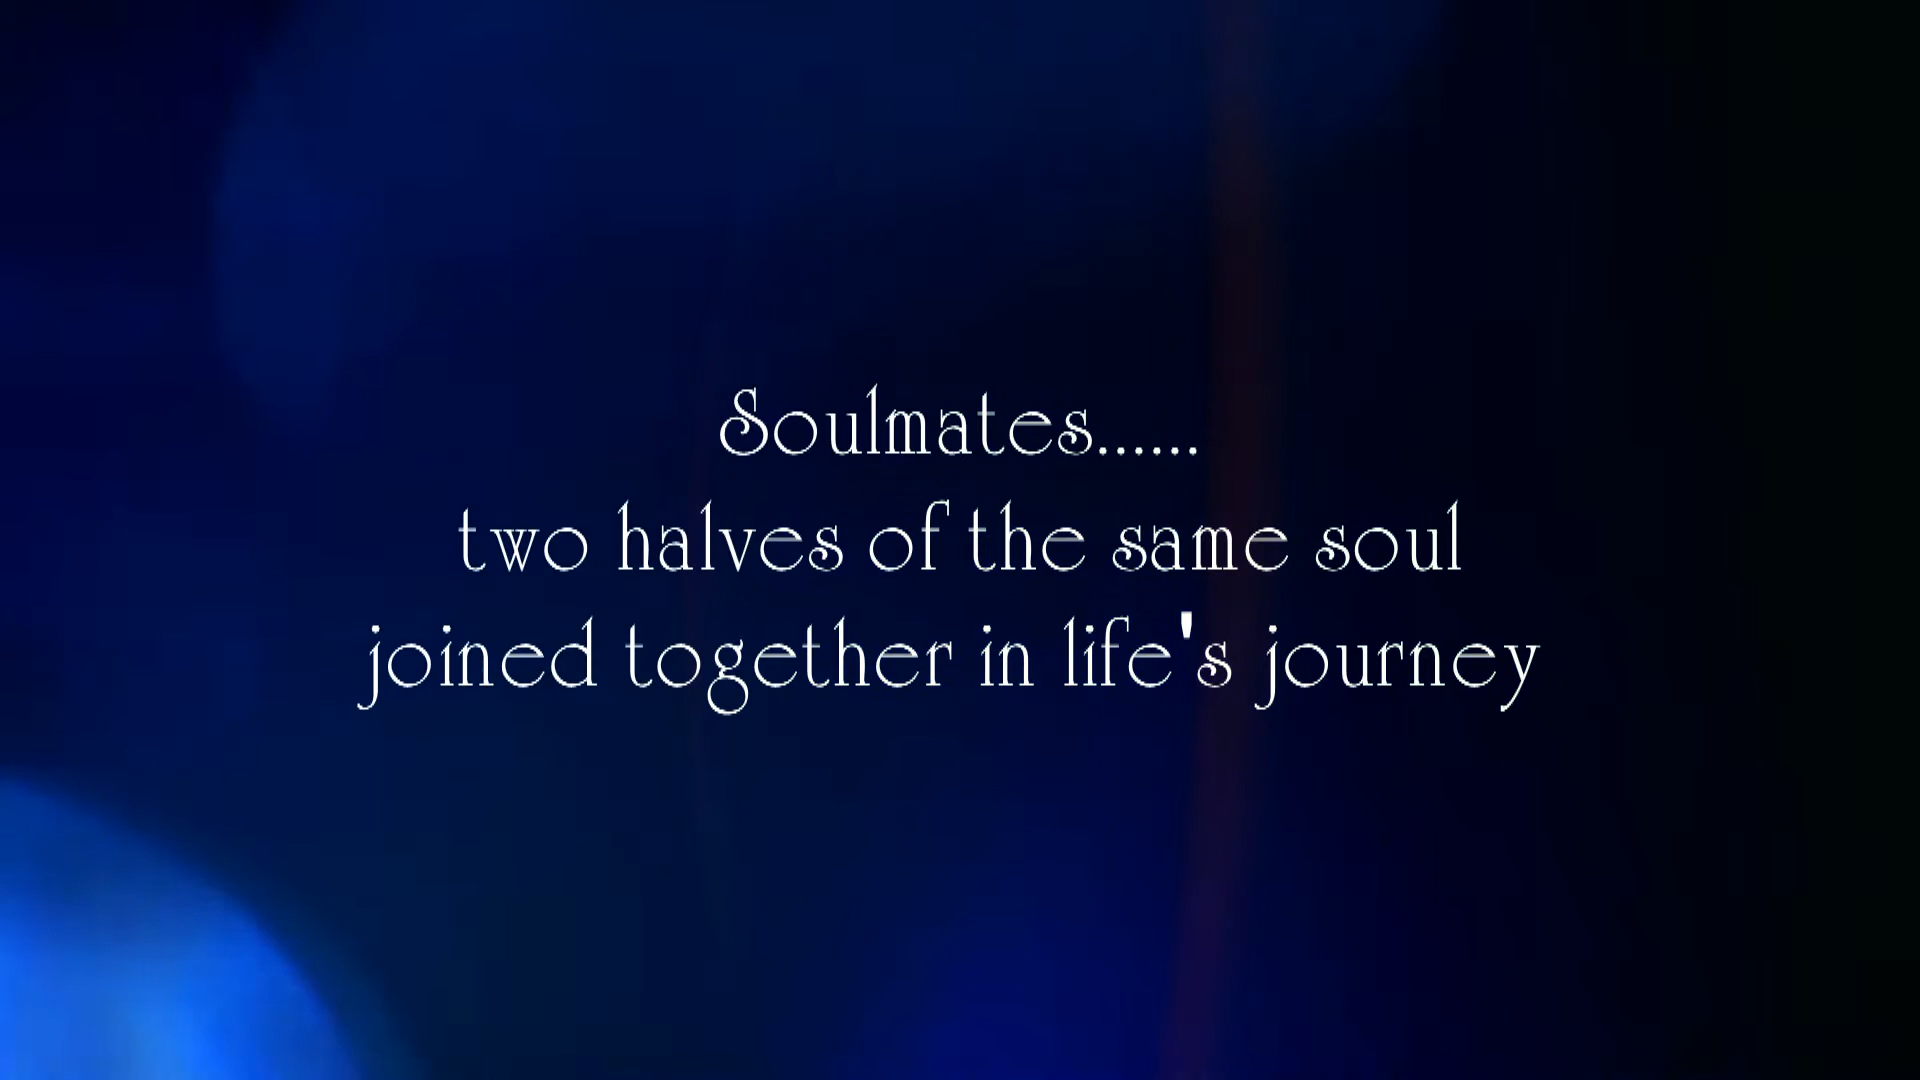 Soulmates......
two halves of the same soul
joined together in life's journey